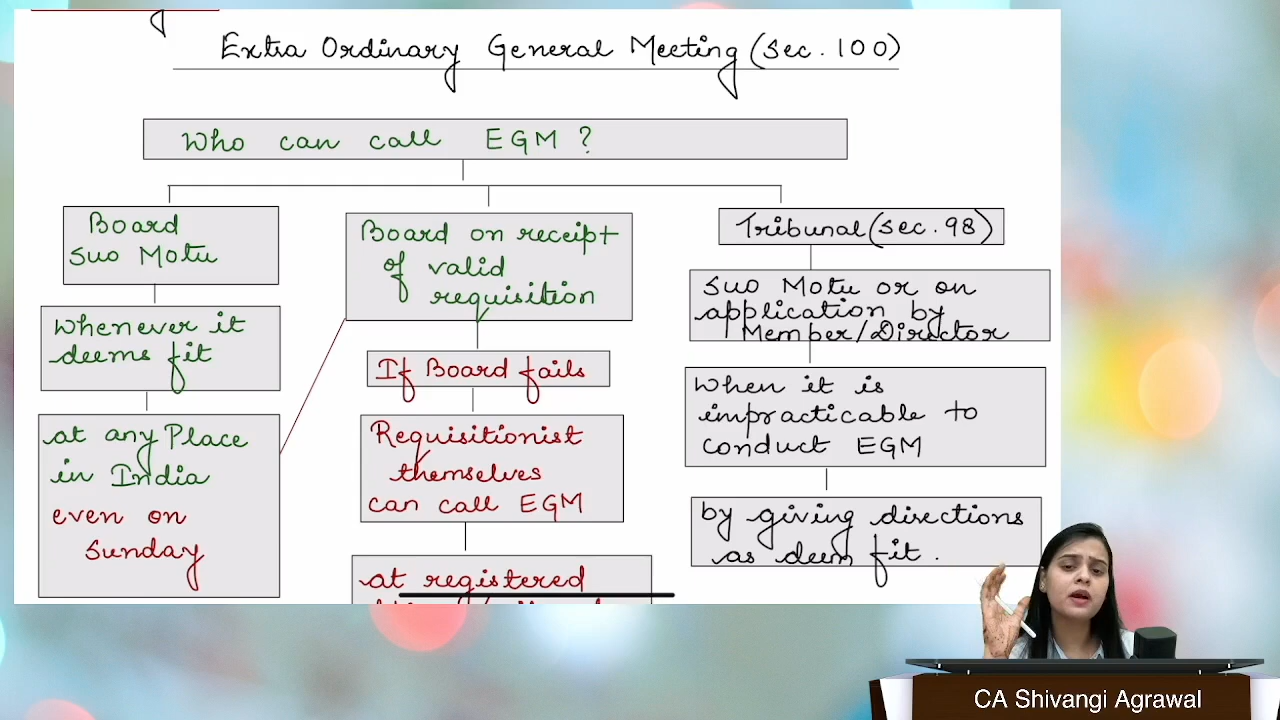 Extra Ordinary General Meeting (Sec. 100)
Who can call EGM?
Board
Suo Motu
Whenever it
deems fit
at any Place
in India
even on
Sunday
Board on receipt
of valid
requisition
If Board fails
Requisitionist
themselves
can call EGM
at registered
Tribunal (Sec. 98)
Suo Motu or on
application by
Member/Director
When it is
impracticable to
conduct EGM
by giving directions
as deem fit.
CA Shivangi Agrawal